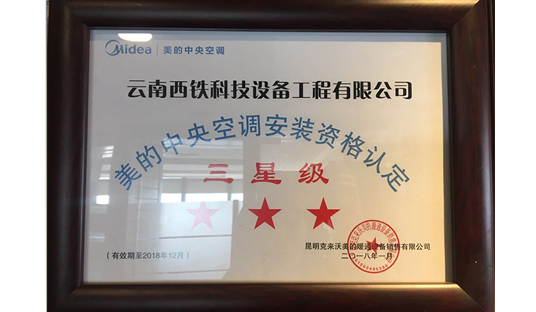 Midea 美的中央空调
云南西铁科技设备工程有限公司
美的中央空调安装资格认定
三星级
昆明克来沃美的暖通设备销售有限公司
(有效期至2018年12月)
二〇一八年一月